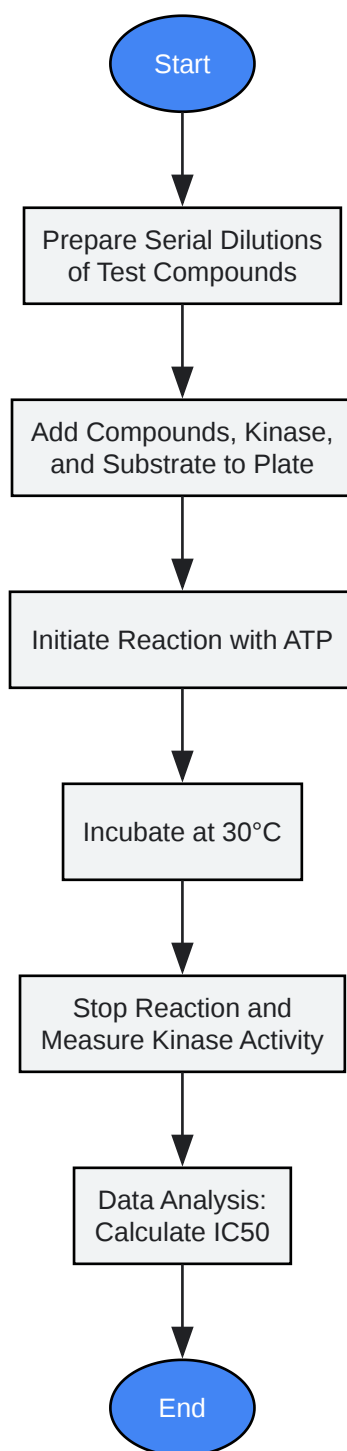 Start
Prepare Serial Dilutions
of Test Compounds
Add Compounds, Kinase,
and Substrate to Plate
Initiate Reaction with ATP
Incubate at 30°C
Stop Reaction and
Measure Kinase Activity
Data Analysis:
Calculate IC50
End